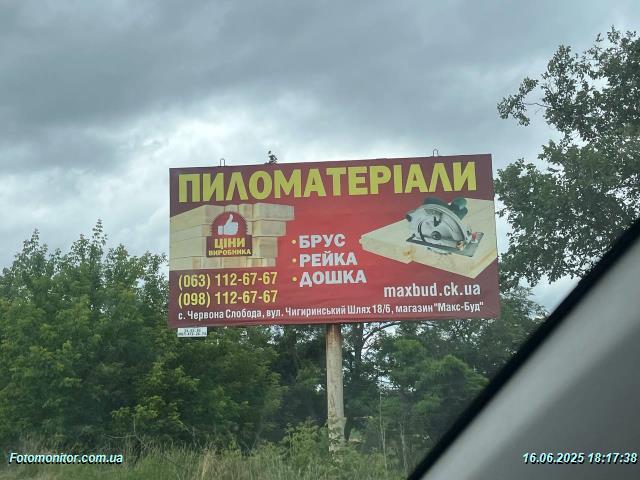 ПИЛОМАТЕРІАЛИ
ЦІНИ
ВИРОБНИКА
• БРУС
• РЕЙКА
• ДОШКА
(063) 112-67-67
(098) 112-67-67
maxbud.ck.ua
с. Червона Слобода, вул. Чигиринський Шлях 18/6, магазин "Макс-Буд"
Fotomonitor.com.ua
16.06.2025 18:17:38